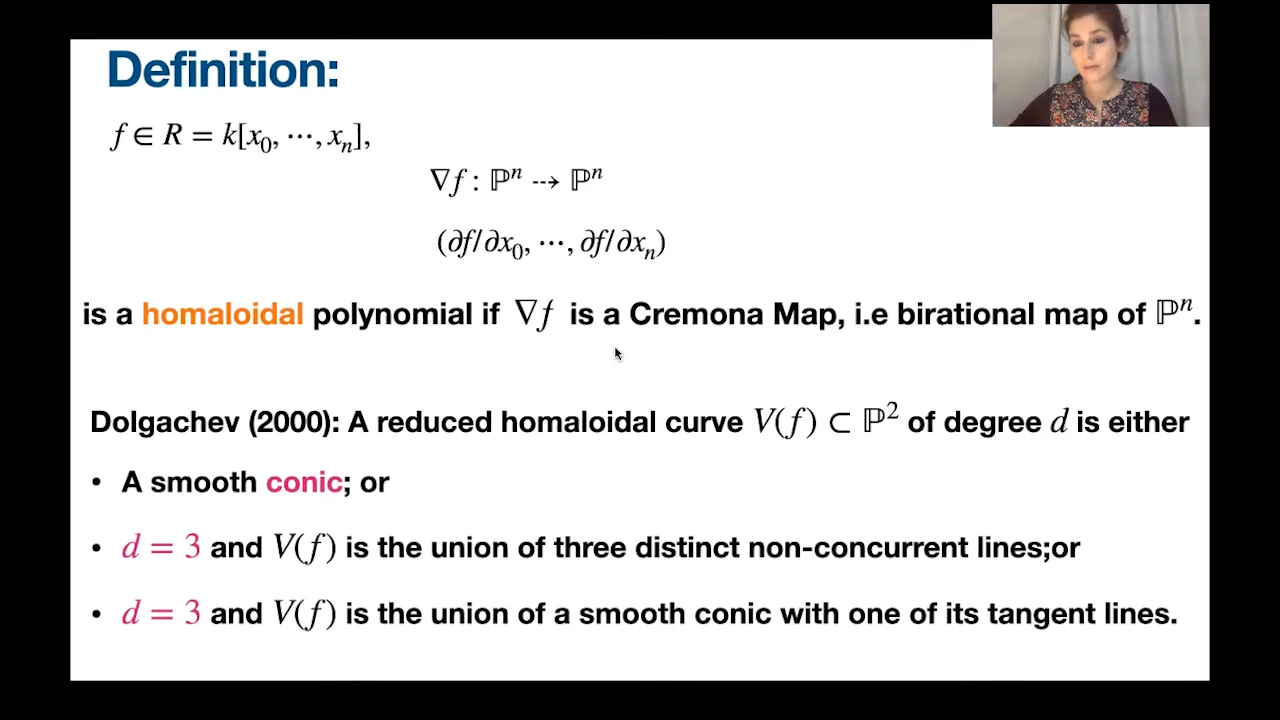 Definition:
f ∈ R = k[x₀, ⋯, xₙ],
∇f : ℙⁿ ⇢ ℙⁿ
(∂f/∂x₀, ⋯, ∂f/∂xₙ)
is a homaloidal polynomial if ∇f is a Cremona Map, i.e birational map of ℙⁿ.
Dolgachev (2000): A reduced homaloidal curve V(f) ⊂ ℙ² of degree d is either
• A smooth conic; or
• d = 3 and V(f) is the union of three distinct non-concurrent lines;or
• d = 3 and V(f) is the union of a smooth conic with one of its tangent lines.